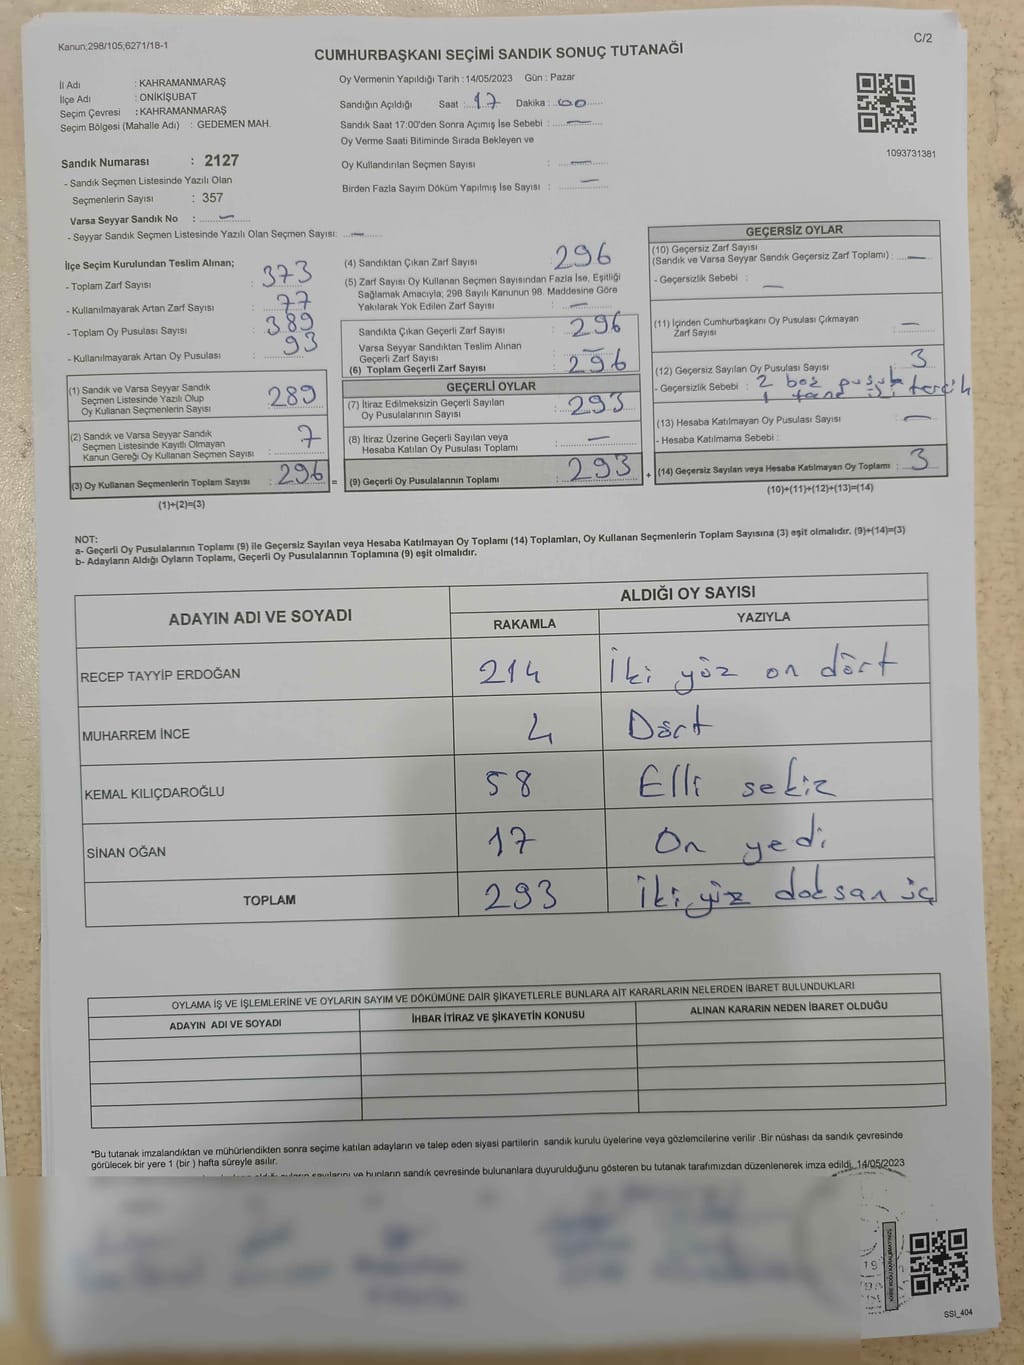 Kanun;298/105,6271/18-1
C/2
CUMHURBAŞKANI SEÇİMİ SANDIK SONUÇ TUTANAĞI
İl Adı : KAHRAMANMARAŞ
İlçe Adı : ONİKİŞUBAT
Seçim Çevresi : KAHRAMANMARAŞ
Seçim Bölgesi (Mahalle Adı) : GEDEMEN MAH.
Sandık Numarası : 2127
- Sandık Seçmen Listesinde Yazılı Olan
Seçmenlerin Sayısı : 357
Varsa Seyyar Sandık No : —
- Seyyar Sandık Seçmen Listesinde Yazılı Olan Seçmen Sayısı: —
Oy Vermenin Yapıldığı Tarih :14/05/2023 Gün : Pazar
Sandığın Açıldığı Saat : 17 Dakika : 00
Sandık Saat 17:00'den Sonra Açımış İse Sebebi : —
Oy Verme Saati Bitiminde Sırada Bekleyen ve
Oy Kullandırılan Seçmen Sayısı : —
Birden Fazla Sayım Döküm Yapılmış İse Sayısı : —
1093731381
İlçe Seçim Kurulundan Teslim Alınan;
- Toplam Zarf Sayısı : 373
- Kullanılmayarak Artan Zarf Sayısı : 77
- Toplam Oy Pusulası Sayısı : 389
- Kullanılmayarak Artan Oy Pusulası : 93
(1) Sandık ve Varsa Seyyar Sandık
Seçmen Listesinde Yazılı Olup
Oy Kullanan Seçmenlerin Sayısı : 289
(2) Sandık ve Varsa Seyyar Sandık
Seçmen Listesinde Kayıtlı Olmayan
Kanun Gereği Oy Kullanan Seçmen Sayısı : 7
(3) Oy Kullanan Seçmenlerin Toplam Sayısı : 296
(1)+(2)=(3)
(4) Sandıktan Çıkan Zarf Sayısı : 296
(5) Zarf Sayısı Oy Kullanan Seçmen Sayısından Fazla İse, Eşitliği
Sağlamak Amacıyla; 298 Sayılı Kanunun 98. Maddesine Göre
Yakılarak Yok Edilen Zarf Sayısı : —
Sandıkta Çıkan Geçerli Zarf Sayısı : 296
Varsa Seyyar Sandıktan Teslim Alınan
Geçerli Zarf Sayısı : —
(6) Toplam Geçerli Zarf Sayısı : 296
GEÇERLİ OYLAR
(7) İtiraz Edilmeksizin Geçerli Sayılan
Oy Pusulalarının Sayısı : 293
(8) İtiraz Üzerine Geçerli Sayılan veya
Hesaba Katılan Oy Pusulası Toplamı : —
= (9) Geçerli Oy Pusulalarının Toplamı : 293 +
GEÇERSİZ OYLAR
(10) Geçersiz Zarf Sayısı
(Sandık ve Varsa Seyyar Sandık Geçersiz Zarf Toplamı) : —
- Geçersizlik Sebebi : —
(11) İçinden Cumhurbaşkanı Oy Pusulası Çıkmayan
Zarf Sayısı : —
(12) Geçersiz Sayılan Oy Pusulası Sayısı : 3
- Geçersizlik Sebebi : 2 boş pusula
1 tane tercih
(13) Hesaba Katılmayan Oy Pusulası Sayısı : —
- Hesaba Katılmama Sebebi :
(14) Geçersiz Sayılan veya Hesaba Katılmayan Oy Toplamı : 3
(10)+(11)+(12)+(13)=(14)
NOT:
a- Geçerli Oy Pusulalarının Toplamı (9) ile Geçersiz Sayılan veya Hesaba Katılmayan Oy Toplamı (14) Toplamları, Oy Kullanan Seçmenlerin Toplam Sayısına (3) eşit olmalıdır. (9)+(14)=(3)
b- Adayların Aldığı Oyların Toplamı, Geçerli Oy Pusulalarının Toplamına (9) eşit olmalıdır.
ADAYIN ADI VE SOYADI ALDIĞI OY SAYISI
RAKAMLA YAZIYLA
RECEP TAYYİP ERDOĞAN 214 İki yöz on dört
MUHARREM İNCE 4 Dört
KEMAL KILIÇDAROĞLU 58 Elli sekiz
SİNAN OĞAN 17 On yedi
TOPLAM 293 İki yüz doksan üç
OYLAMA İŞ VE İŞLEMLERİNE VE OYLARIN SAYIM VE DÖKÜMÜNE DAİR ŞİKAYETLERLE BUNLARA AİT KARARLARIN NELERDEN İBARET BULUNDUKLARI
ADAYIN ADI VE SOYADI İHBAR İTİRAZ VE ŞİKAYETİN KONUSU ALINAN KARARIN NEDEN İBARET OLDUĞU
*Bu tutanak imzalandıktan ve mühürlendikten sonra seçime katılan adayların ve talep eden siyasi partilerin sandık kurulu üyelerine veya gözlemcilerine verilir .Bir nüshası da sandık çevresinde
görülecek bir yere 1 (bir ) hafta süreyle asılır.
sayılarını ve bunların sandık çevresinde bulunanlara duyurulduğunu gösteren bu tutanak tarafımızdan düzenlenerek imza edildi. 14/05/2023
SSI_404